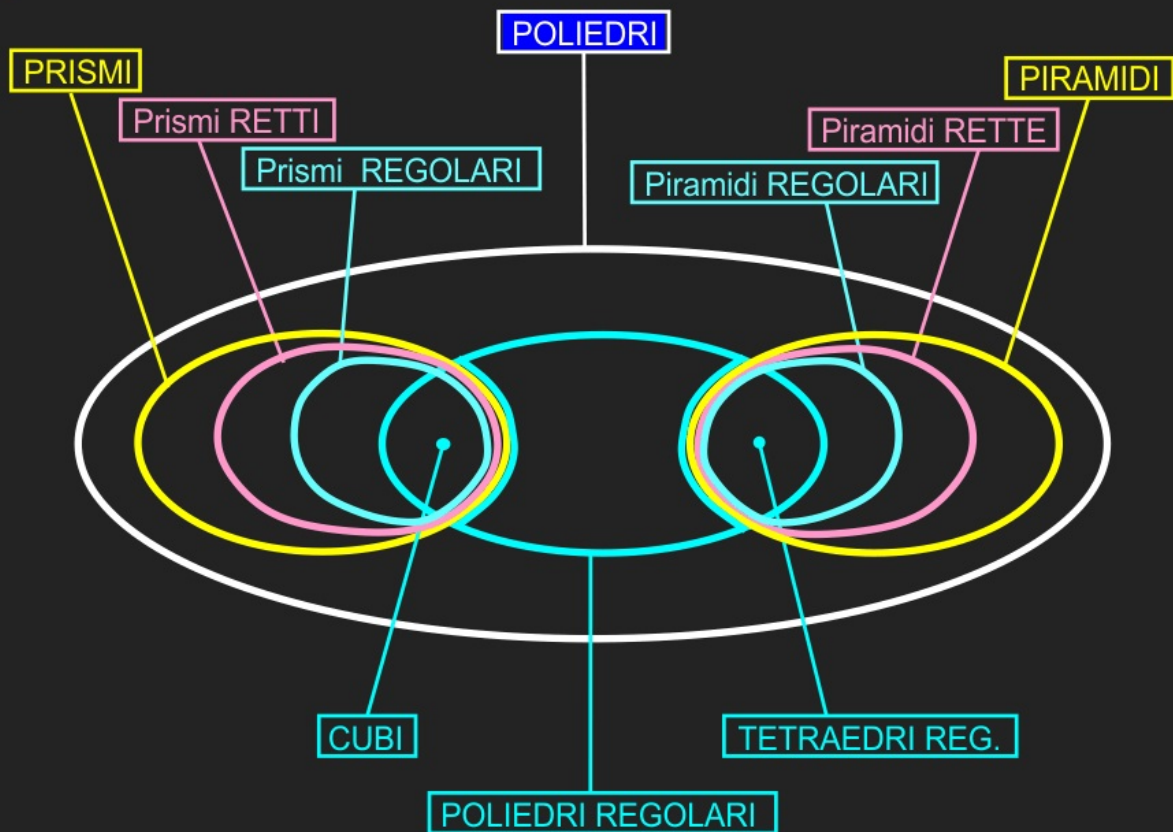 POLIEDRI
PRISMI
PIRAMIDI
Prismi RETTI
Piramidi RETTE
Prismi REGOLARI
Piramidi REGOLARI
CUBI
TETRAEDRI REG.
POLIEDRI REGOLARI